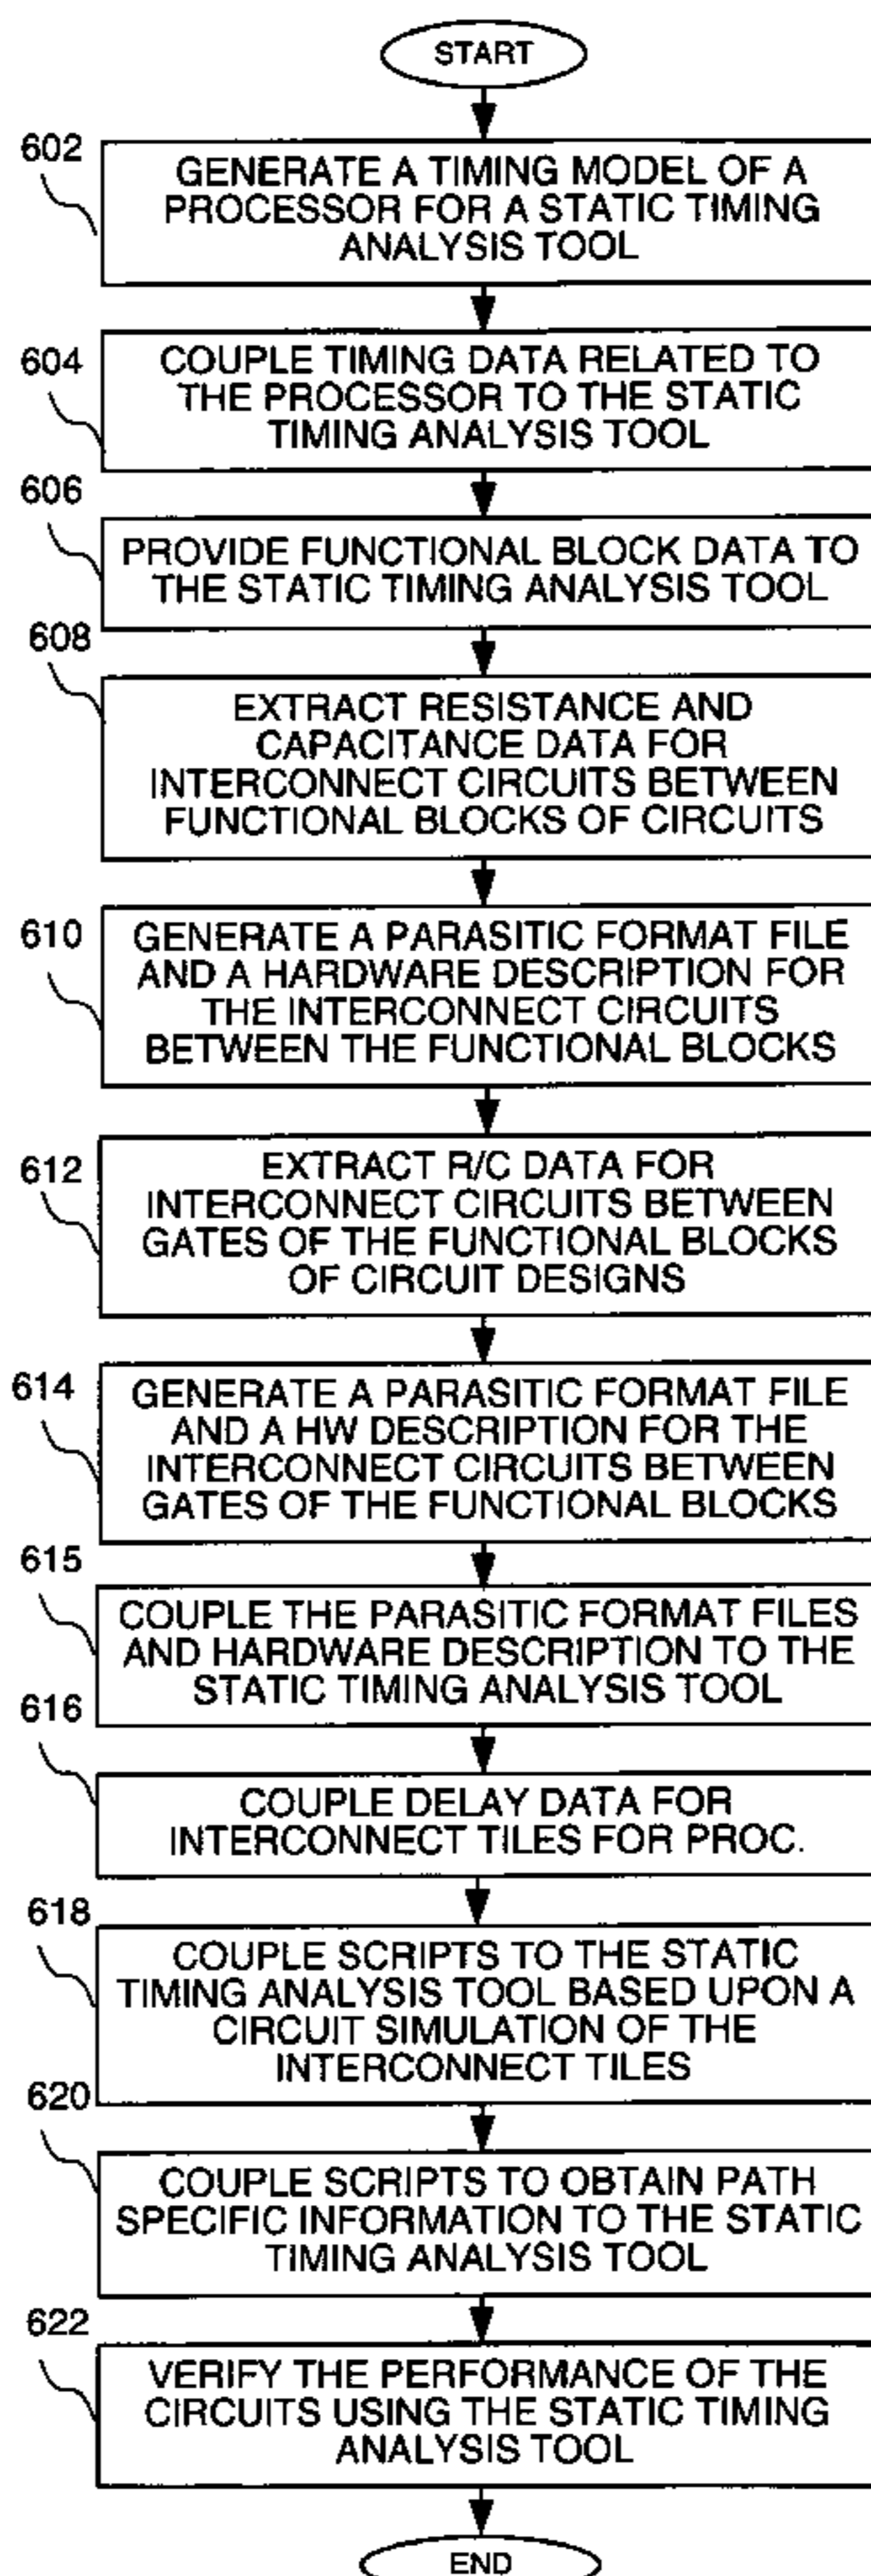 START
602
GENERATE A TIMING MODEL OF A
PROCESSOR FOR A STATIC TIMING
ANALYSIS TOOL
604
COUPLE TIMING DATA RELATED TO
THE PROCESSOR TO THE STATIC
TIMING ANALYSIS TOOL
606
PROVIDE FUNCTIONAL BLOCK DATA TO
THE STATIC TIMING ANALYSIS TOOL
608
EXTRACT RESISTANCE AND
CAPACITANCE DATA FOR
INTERCONNECT CIRCUITS BETWEEN
FUNCTIONAL BLOCKS OF CIRCUITS
610
GENERATE A PARASITIC FORMAT FILE
AND A HARDWARE DESCRIPTION FOR
THE INTERCONNECT CIRCUITS
BETWEEN THE FUNCTIONAL BLOCKS
612
EXTRACT R/C DATA FOR
INTERCONNECT CIRCUITS BETWEEN
GATES OF THE FUNCTIONAL BLOCKS
OF CIRCUIT DESIGNS
614
GENERATE A PARASITIC FORMAT FILE
AND A HW DESCRIPTION FOR THE
INTERCONNECT CIRCUITS BETWEEN
GATES OF THE FUNCTIONAL BLOCKS
615
COUPLE THE PARASITIC FORMAT FILES
AND HARDWARE DESCRIPTION TO THE
STATIC TIMING ANALYSIS TOOL
616
COUPLE DELAY DATA FOR
INTERCONNECT TILES FOR PROC.
618
COUPLE SCRIPTS TO THE STATIC
TIMING ANALYSIS TOOL BASED UPON A
CIRCUIT SIMULATION OF THE
INTERCONNECT TILES
620
COUPLE SCRIPTS TO OBTAIN PATH
SPECIFIC INFORMATION TO THE STATIC
TIMING ANALYSIS TOOL
622
VERIFY THE PERFORMANCE OF THE
CIRCUITS USING THE STATIC TIMING
ANALYSIS TOOL
END